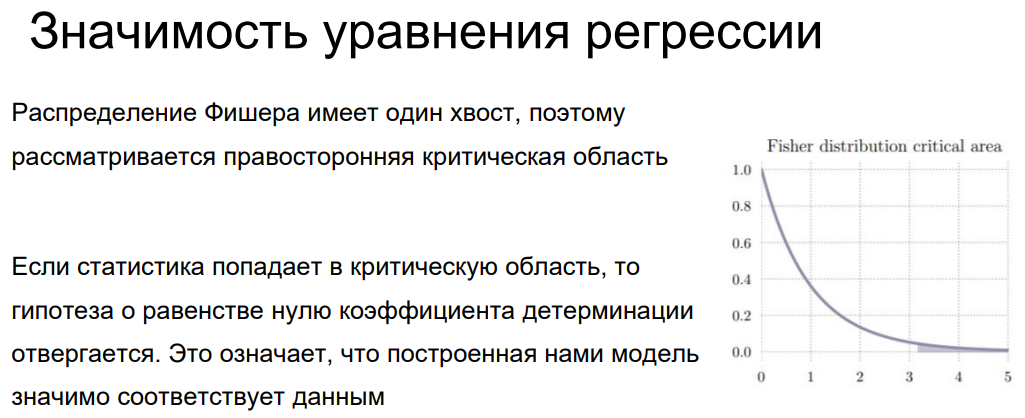 Значимость уравнения регрессии
Распределение Фишера имеет один хвост, поэтому
рассматривается правосторонняя критическая область
Если статистика попадает в критическую область, то
гипотеза о равенстве нулю коэффициента детерминации
отвергается. Это означает, что построенная нами модель
значимо соответствует данным
Fisher distribution critical area
1.0
0.8
0.6
0.4
0.2
0.0
0 1 2 3 4 5